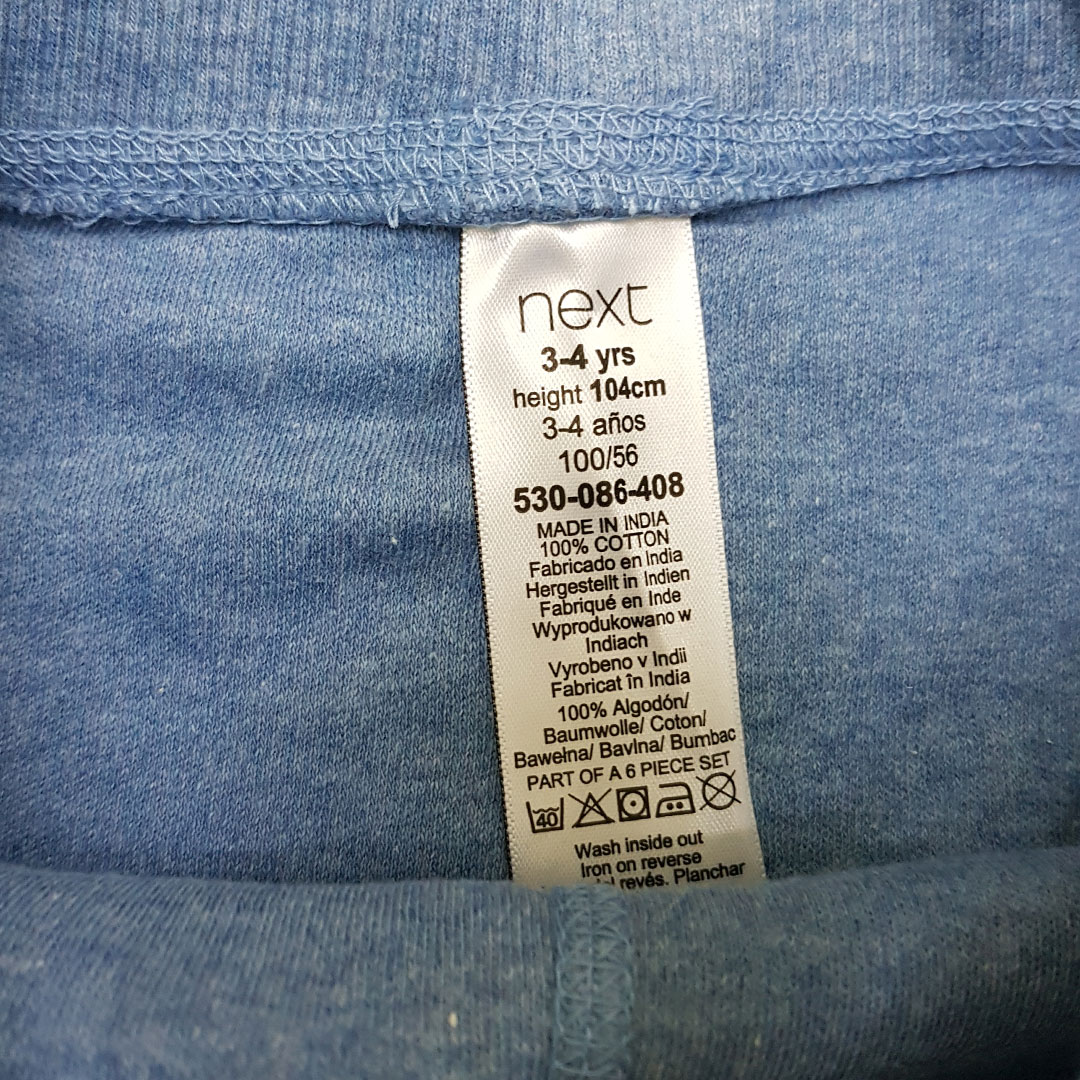 next
3-4 yrs
height 104cm
3-4 años
100/56
530-086-408
MADE IN INDIA
100% COTTON
Fabricado en India
Hergestellt in Indien
Fabriqué en Inde
Wyprodukowano w
Indiach
Vyrobeno v Indii
Fabricat în India
100% Algodón/
Baumwolle/ Coton/
Bawełna/ Bavlna/ Bumbac
PART OF A 6 PIECE SET
40
Wash inside out
Iron on reverse
revés. Planchar